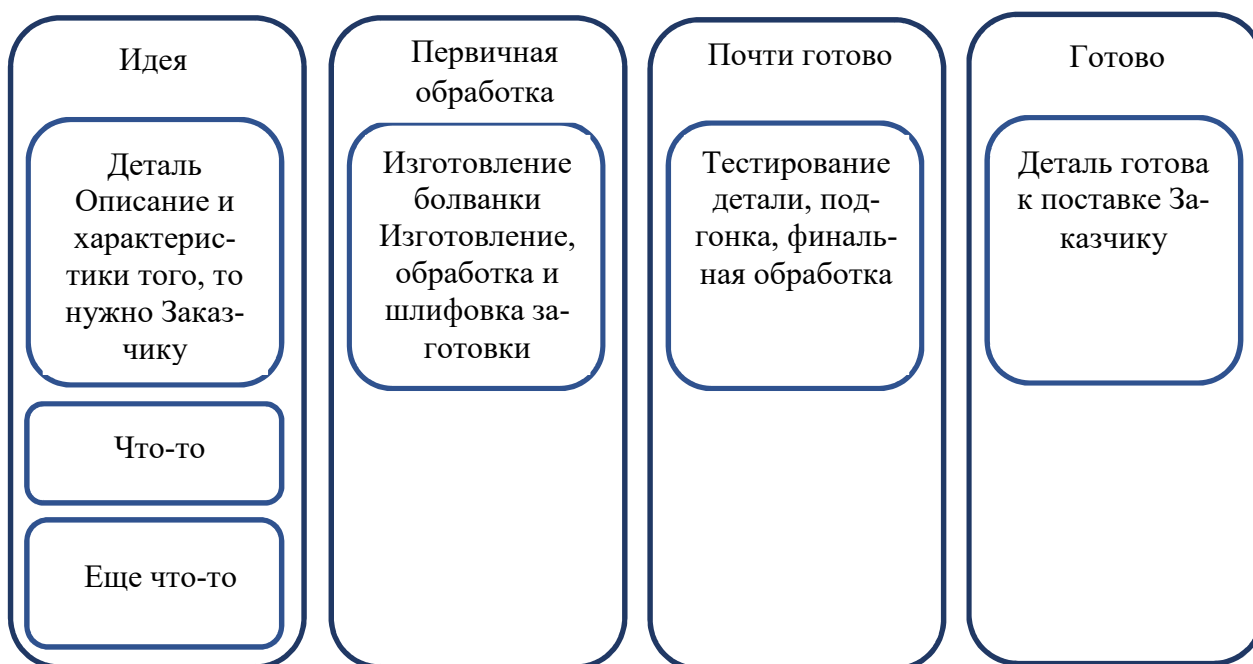 Идея
Деталь
Описание и
характерис-
тики того, то
нужно Заказ-
чику
Что-то
Еще что-то
Первичная
обработка
Изготовление
болванки
Изготовление,
обработка и
шлифовка за-
готовки
Почти готово
Тестирование
детали, под-
гонка, финаль-
ная обработка
Готово
Деталь готова
к поставке За-
казчику